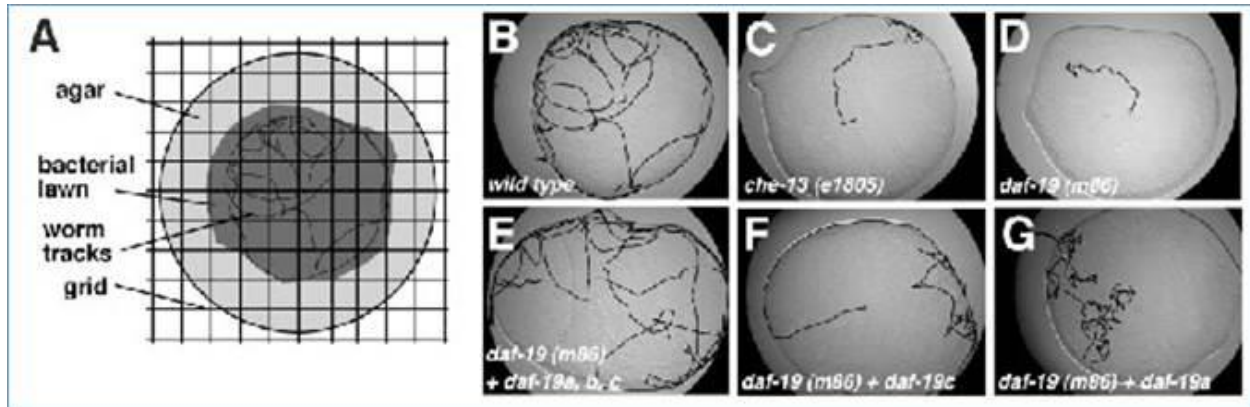 A
agar
bacterial
lawn
worm
tracks
grid
B
wild type
C
che-13 (e1805)
D
daf-19 (m86)
E
daf-19 (m86)
+ daf-19a, b, c
F
daf-19 (m86) + daf-19c
G
daf-19 (m86) + daf-19a